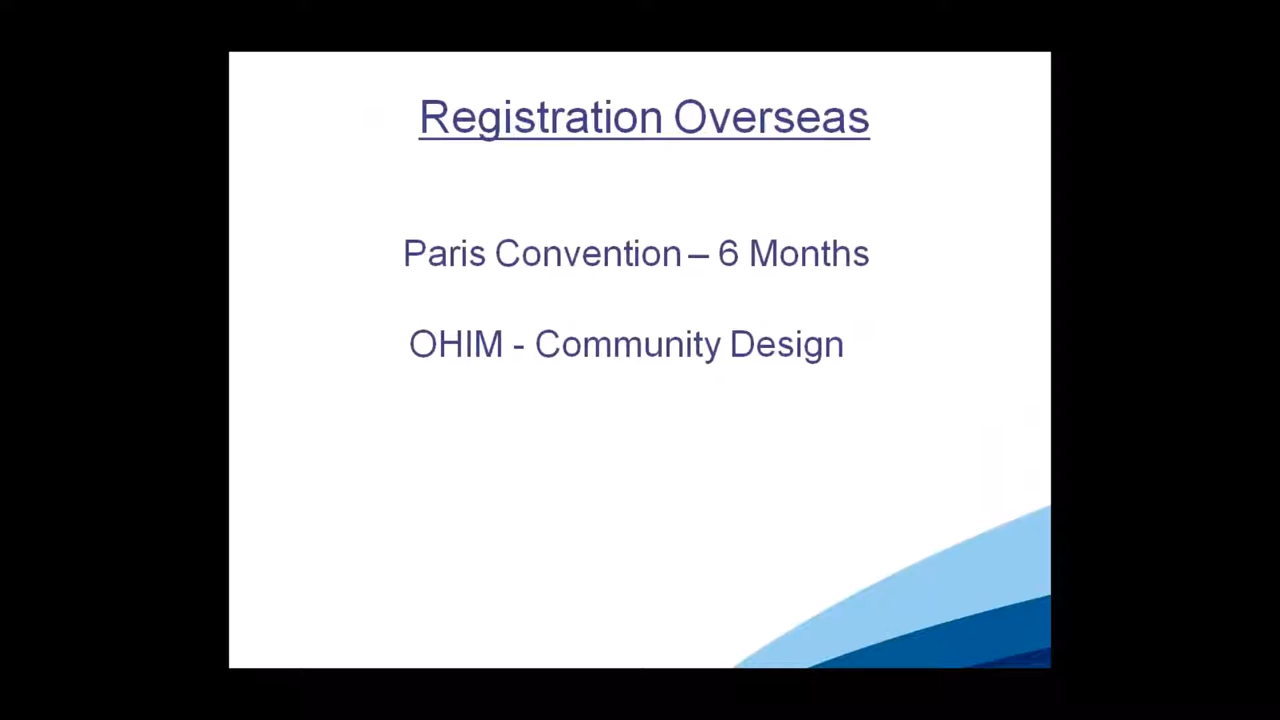 Registration Overseas
Paris Convention – 6 Months
OHIM - Community Design